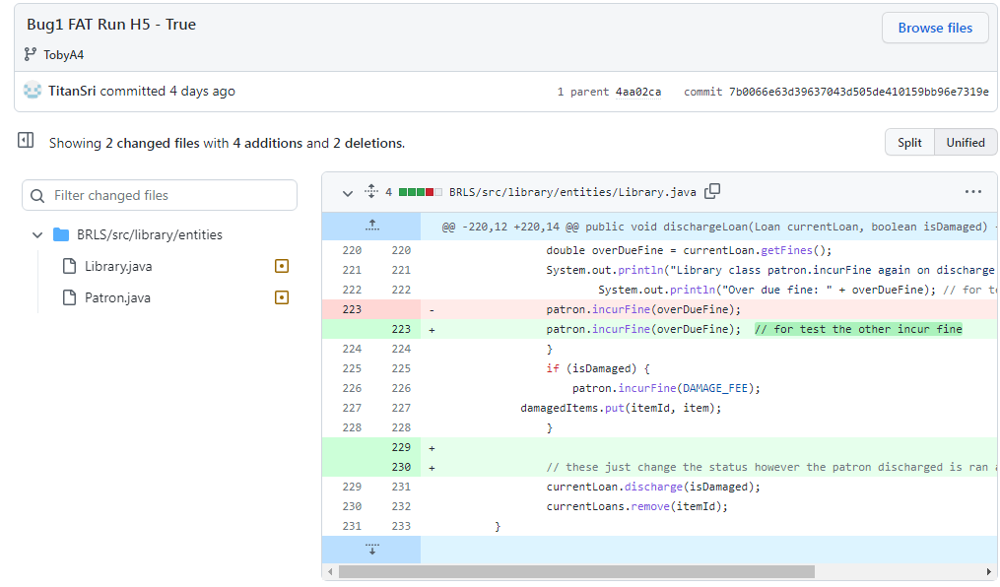 Bug1 FAT Run H5 - True
Browse files
TobyA4
TitanSri committed 4 days ago
1 parent 4aa02ca commit 7b0066e63d39637043d505de410159bb96e7319e
Showing 2 changed files with 4 additions and 2 deletions.
Split Unified
Filter changed files
BRLS/src/library/entities
Library.java
Patron.java
4 BRLS/src/library/entities/Library.java
@@ -220,12 +220,14 @@ public void dischargeLoan(Loan currentLoan, boolean isDamaged)
220 220 double overDueFine = currentLoan.getFines();
221 221 System.out.println("Library class patron.incurFine again on discharge
222 222 System.out.println("Over due fine: " + overDueFine); // for
223 - patron.incurFine(overDueFine);
223 + patron.incurFine(overDueFine); // for test the other incur fine
224 224 }
225 225 if (isDamaged) {
226 226 patron.incurFine(DAMAGE_FEE);
227 227 damagedItems.put(itemId, item);
228 228 }
229 +
230 + // these just change the status however the patron discharged is ran
229 231 currentLoan.discharge(isDamaged);
230 232 currentLoans.remove(itemId);
231 233 }